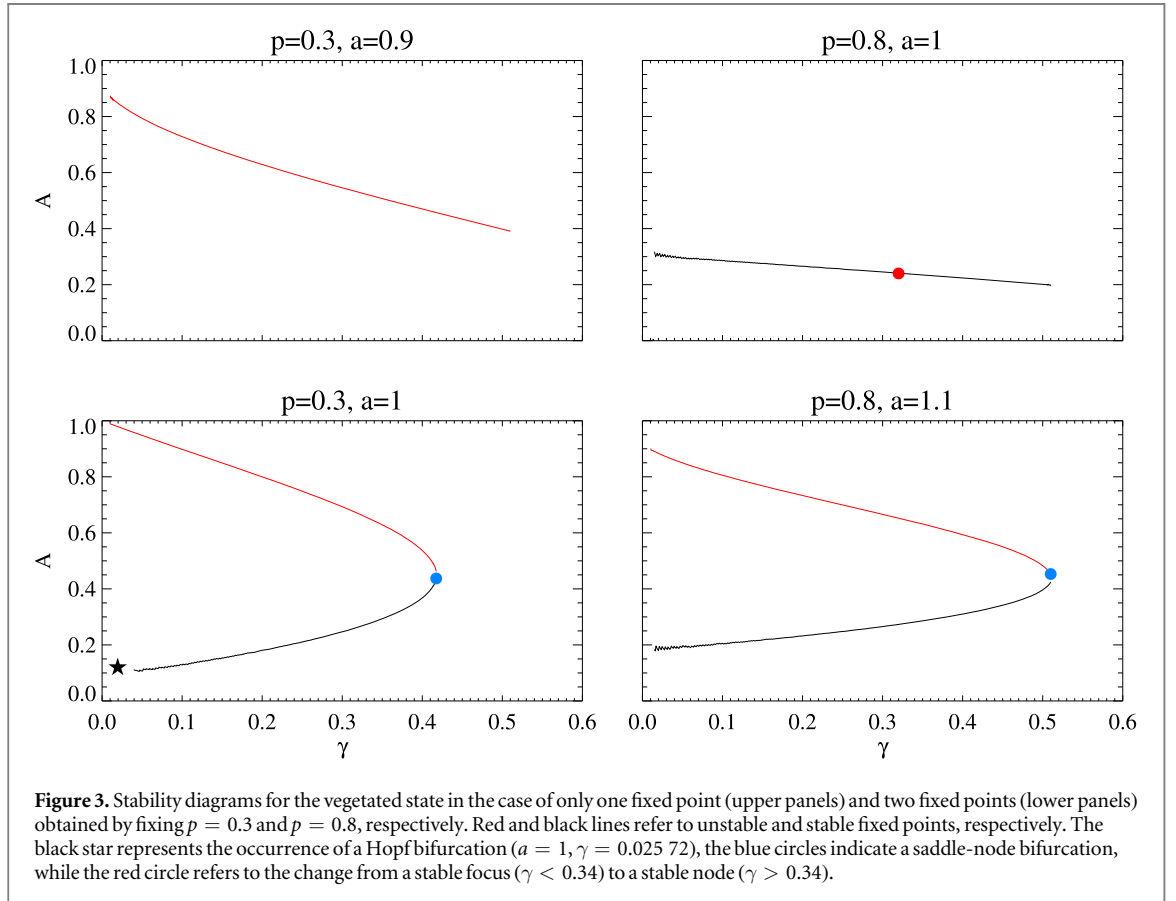 p=0.3, a=0.9
p=0.8, a=1
1.0
0.8
0.6
A
0.4
0.2
0.0
p=0.3, a=1
p=0.8, a=1.1
1.0
0.8
0.6
A
0.4
0.2
0.0
0.0 0.1 0.2 0.3 0.4 0.5 0.6
0.0 0.1 0.2 0.3 0.4 0.5 0.6
γ
γ
Figure 3. Stability diagrams for the vegetated state in the case of only one fixed point (upper panels) and two fixed points (lower panels)
obtained by fixing p = 0.3 and p = 0.8, respectively. Red and black lines refer to unstable and stable fixed points, respectively. The
black star represents the occurrence of a Hopf bifurcation (a = 1, γ = 0.025 72), the blue circles indicate a saddle-node bifurcation,
while the red circle refers to the change from a stable focus (γ < 0.34) to a stable node (γ > 0.34).